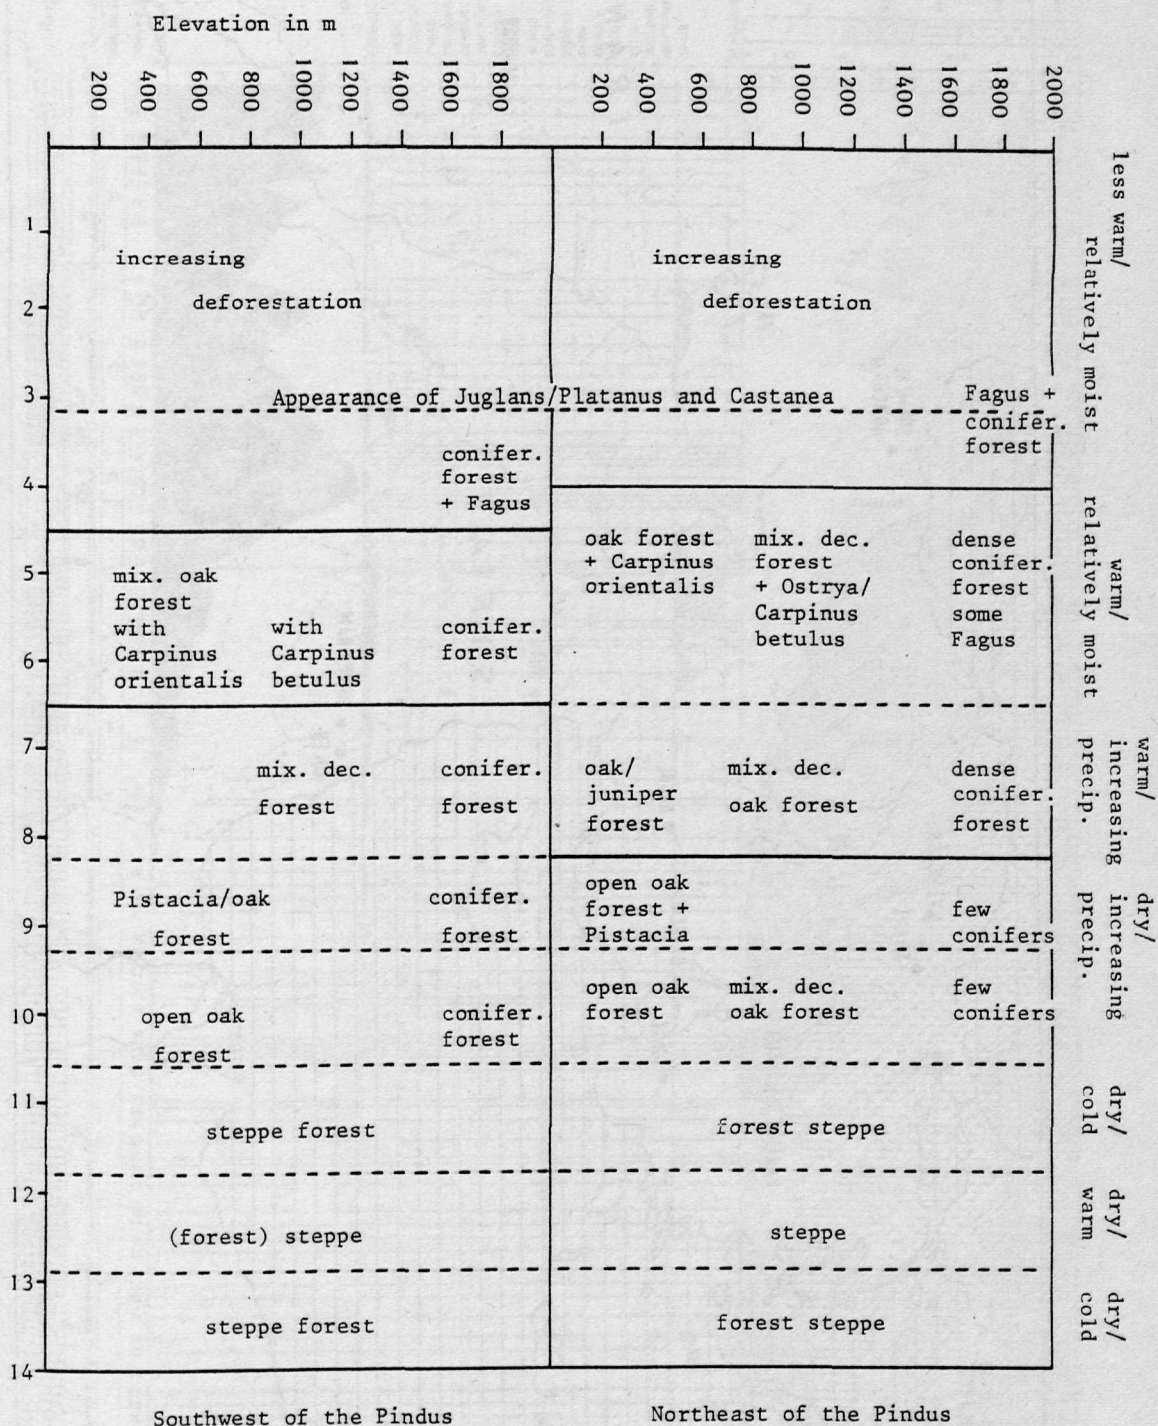 Elevation in m
200 400 600 800 1000 1200 1400 1600 1800 200 400 600 800 1000 1200 1400 1600 1800 2000
1
2
3
4
5
6
7
8
9
10
11
12
13
14
increasing
deforestation
increasing
deforestation
Appearance of Juglans/Platanus and Castanea
Fagus +
conifer.
forest
conifer.
forest
+ Fagus
mix. oak
forest
with
Carpinus
orientalis
with
Carpinus
betulus
conifer.
forest
oak forest
+ Carpinus
orientalis
mix. dec.
forest
+ Ostrya/
Carpinus
betulus
dense
conifer.
forest
some
Fagus
mix. dec.
forest
conifer.
forest
oak/
juniper
forest
mix. dec.
oak forest
dense
conifer.
forest
Pistacia/oak
forest
conifer.
forest
open oak
forest +
Pistacia
few
conifers
open oak
forest
conifer.
forest
open oak
forest
mix. dec.
oak forest
few
conifers
steppe forest
forest steppe
(forest) steppe
steppe
steppe forest
forest steppe
less warm/
relatively moist
warm/
relatively moist
warm/
increasing
precip.
dry/
increasing
precip.
dry/
cold
dry/
warm
dry/
cold
Southwest of the Pindus
Northeast of the Pindus